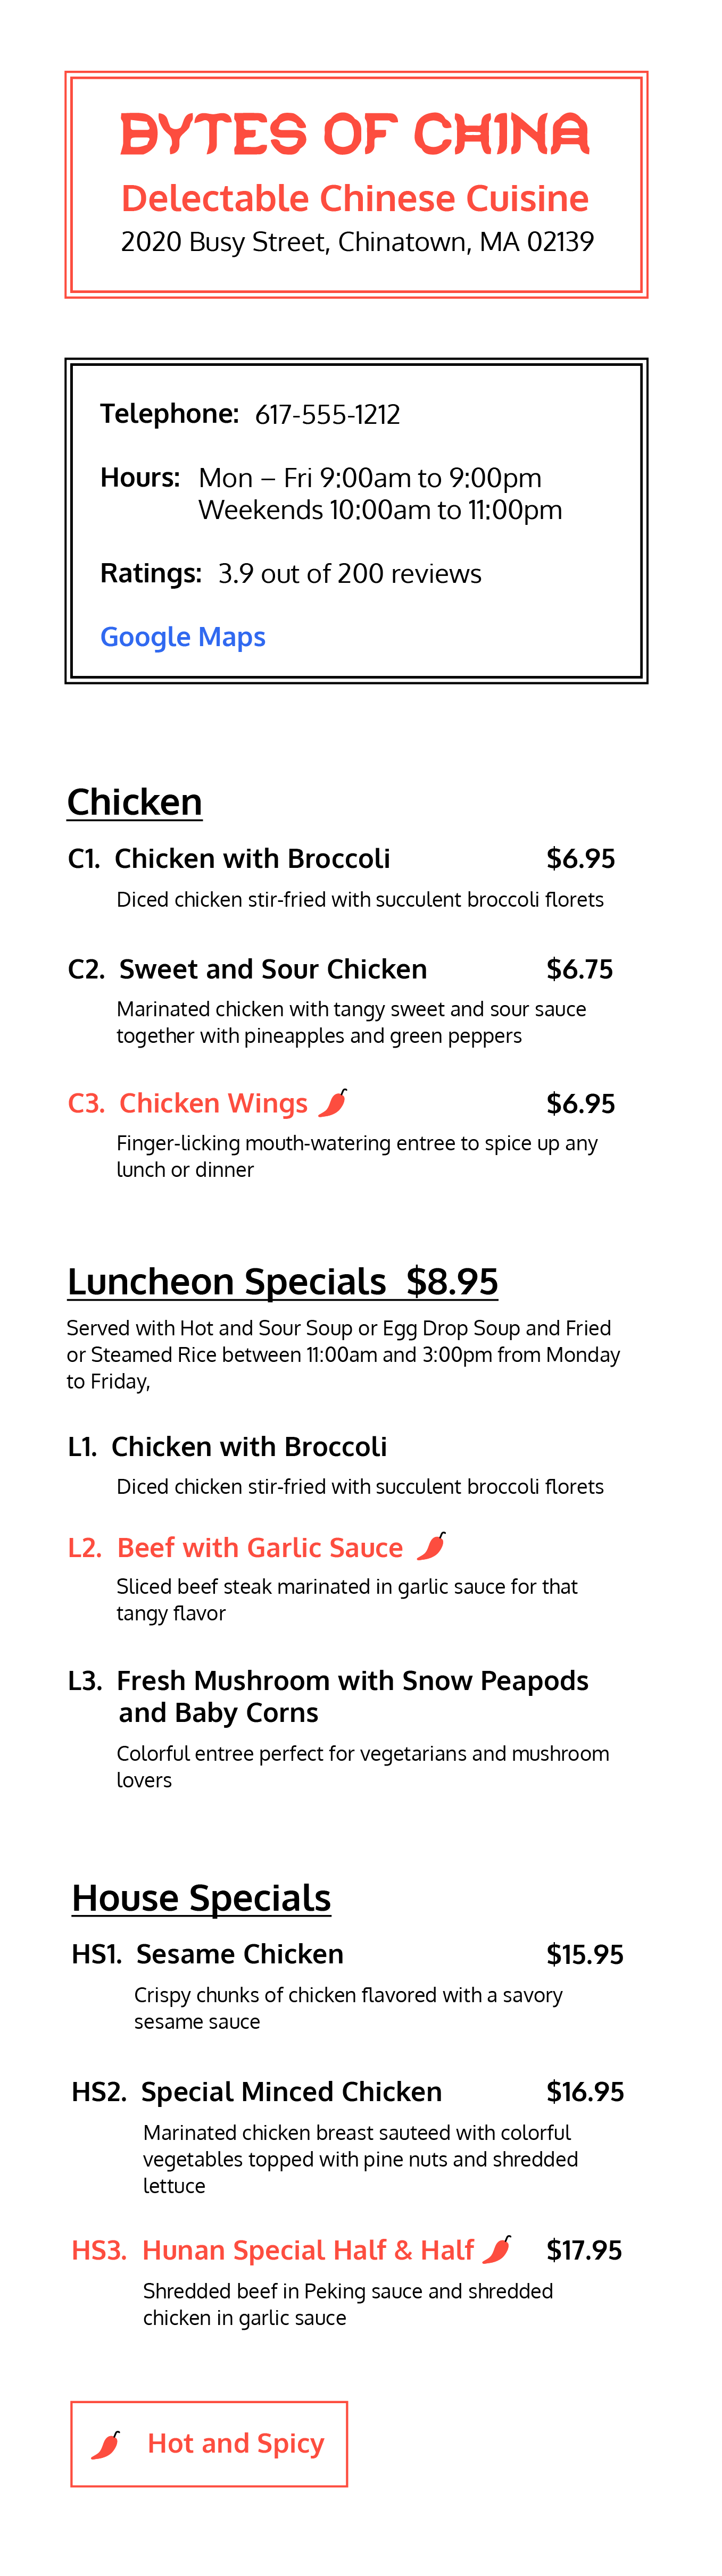 BYTES OF CHINA
Delectable Chinese Cuisine
2020 Busy Street, Chinatown, MA 02139
Telephone: 617-555-1212
Hours: Mon – Fri 9:00am to 9:00pm
Weekends 10:00am to 11:00pm
Ratings: 3.9 out of 200 reviews
Google Maps
Chicken
C1. Chicken with Broccoli $6.95
Diced chicken stir-fried with succulent broccoli florets
C2. Sweet and Sour Chicken $6.75
Marinated chicken with tangy sweet and sour sauce
together with pineapples and green peppers
C3. Chicken Wings $6.95
Finger-licking mouth-watering entree to spice up any
lunch or dinner
Luncheon Specials $8.95
Served with Hot and Sour Soup or Egg Drop Soup and Fried
or Steamed Rice between 11:00am and 3:00pm from Monday
to Friday,
L1. Chicken with Broccoli
Diced chicken stir-fried with succulent broccoli florets
L2. Beef with Garlic Sauce
Sliced beef steak marinated in garlic sauce for that
tangy flavor
L3. Fresh Mushroom with Snow Peapods
and Baby Corns
Colorful entree perfect for vegetarians and mushroom
lovers
House Specials
HS1. Sesame Chicken $15.95
Crispy chunks of chicken flavored with a savory
sesame sauce
HS2. Special Minced Chicken $16.95
Marinated chicken breast sauteed with colorful
vegetables topped with pine nuts and shredded
lettuce
HS3. Hunan Special Half & Half $17.95
Shredded beef in Peking sauce and shredded
chicken in garlic sauce
Hot and Spicy